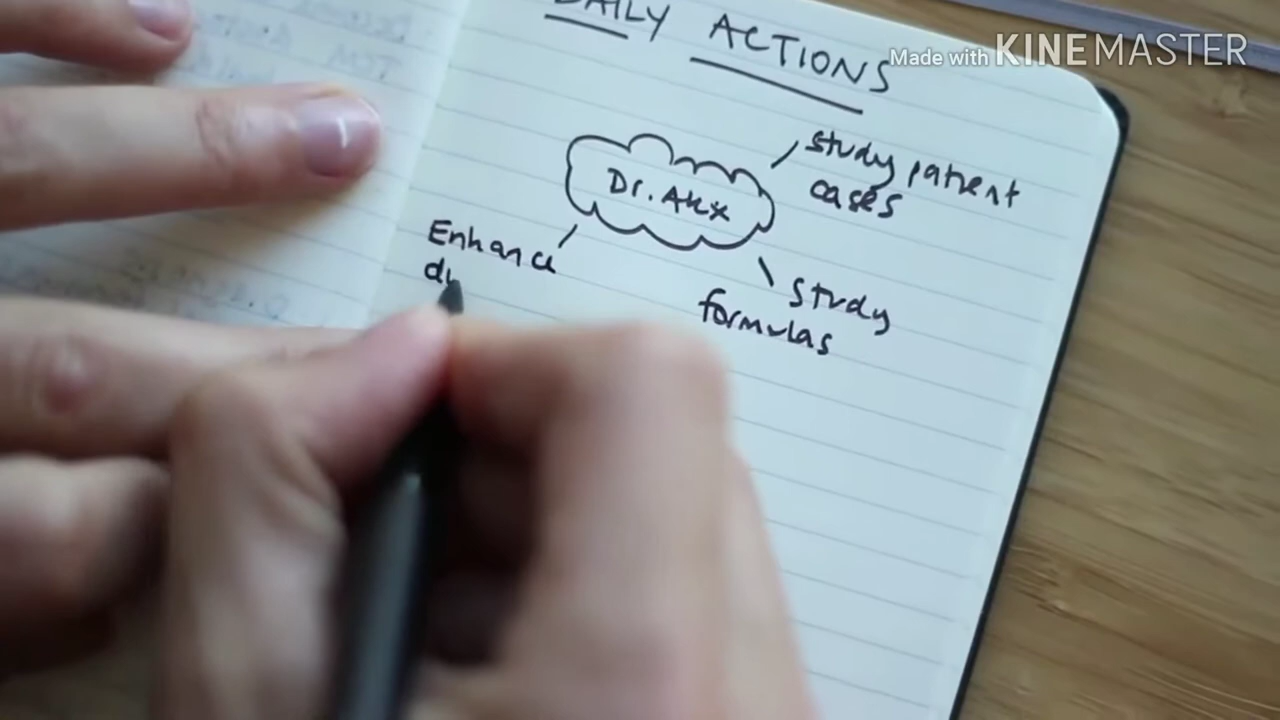 DAILY ACTIONS
Made with KINEMASTER
study patient
cases
Dr. Alex
Enhance
study
formulas